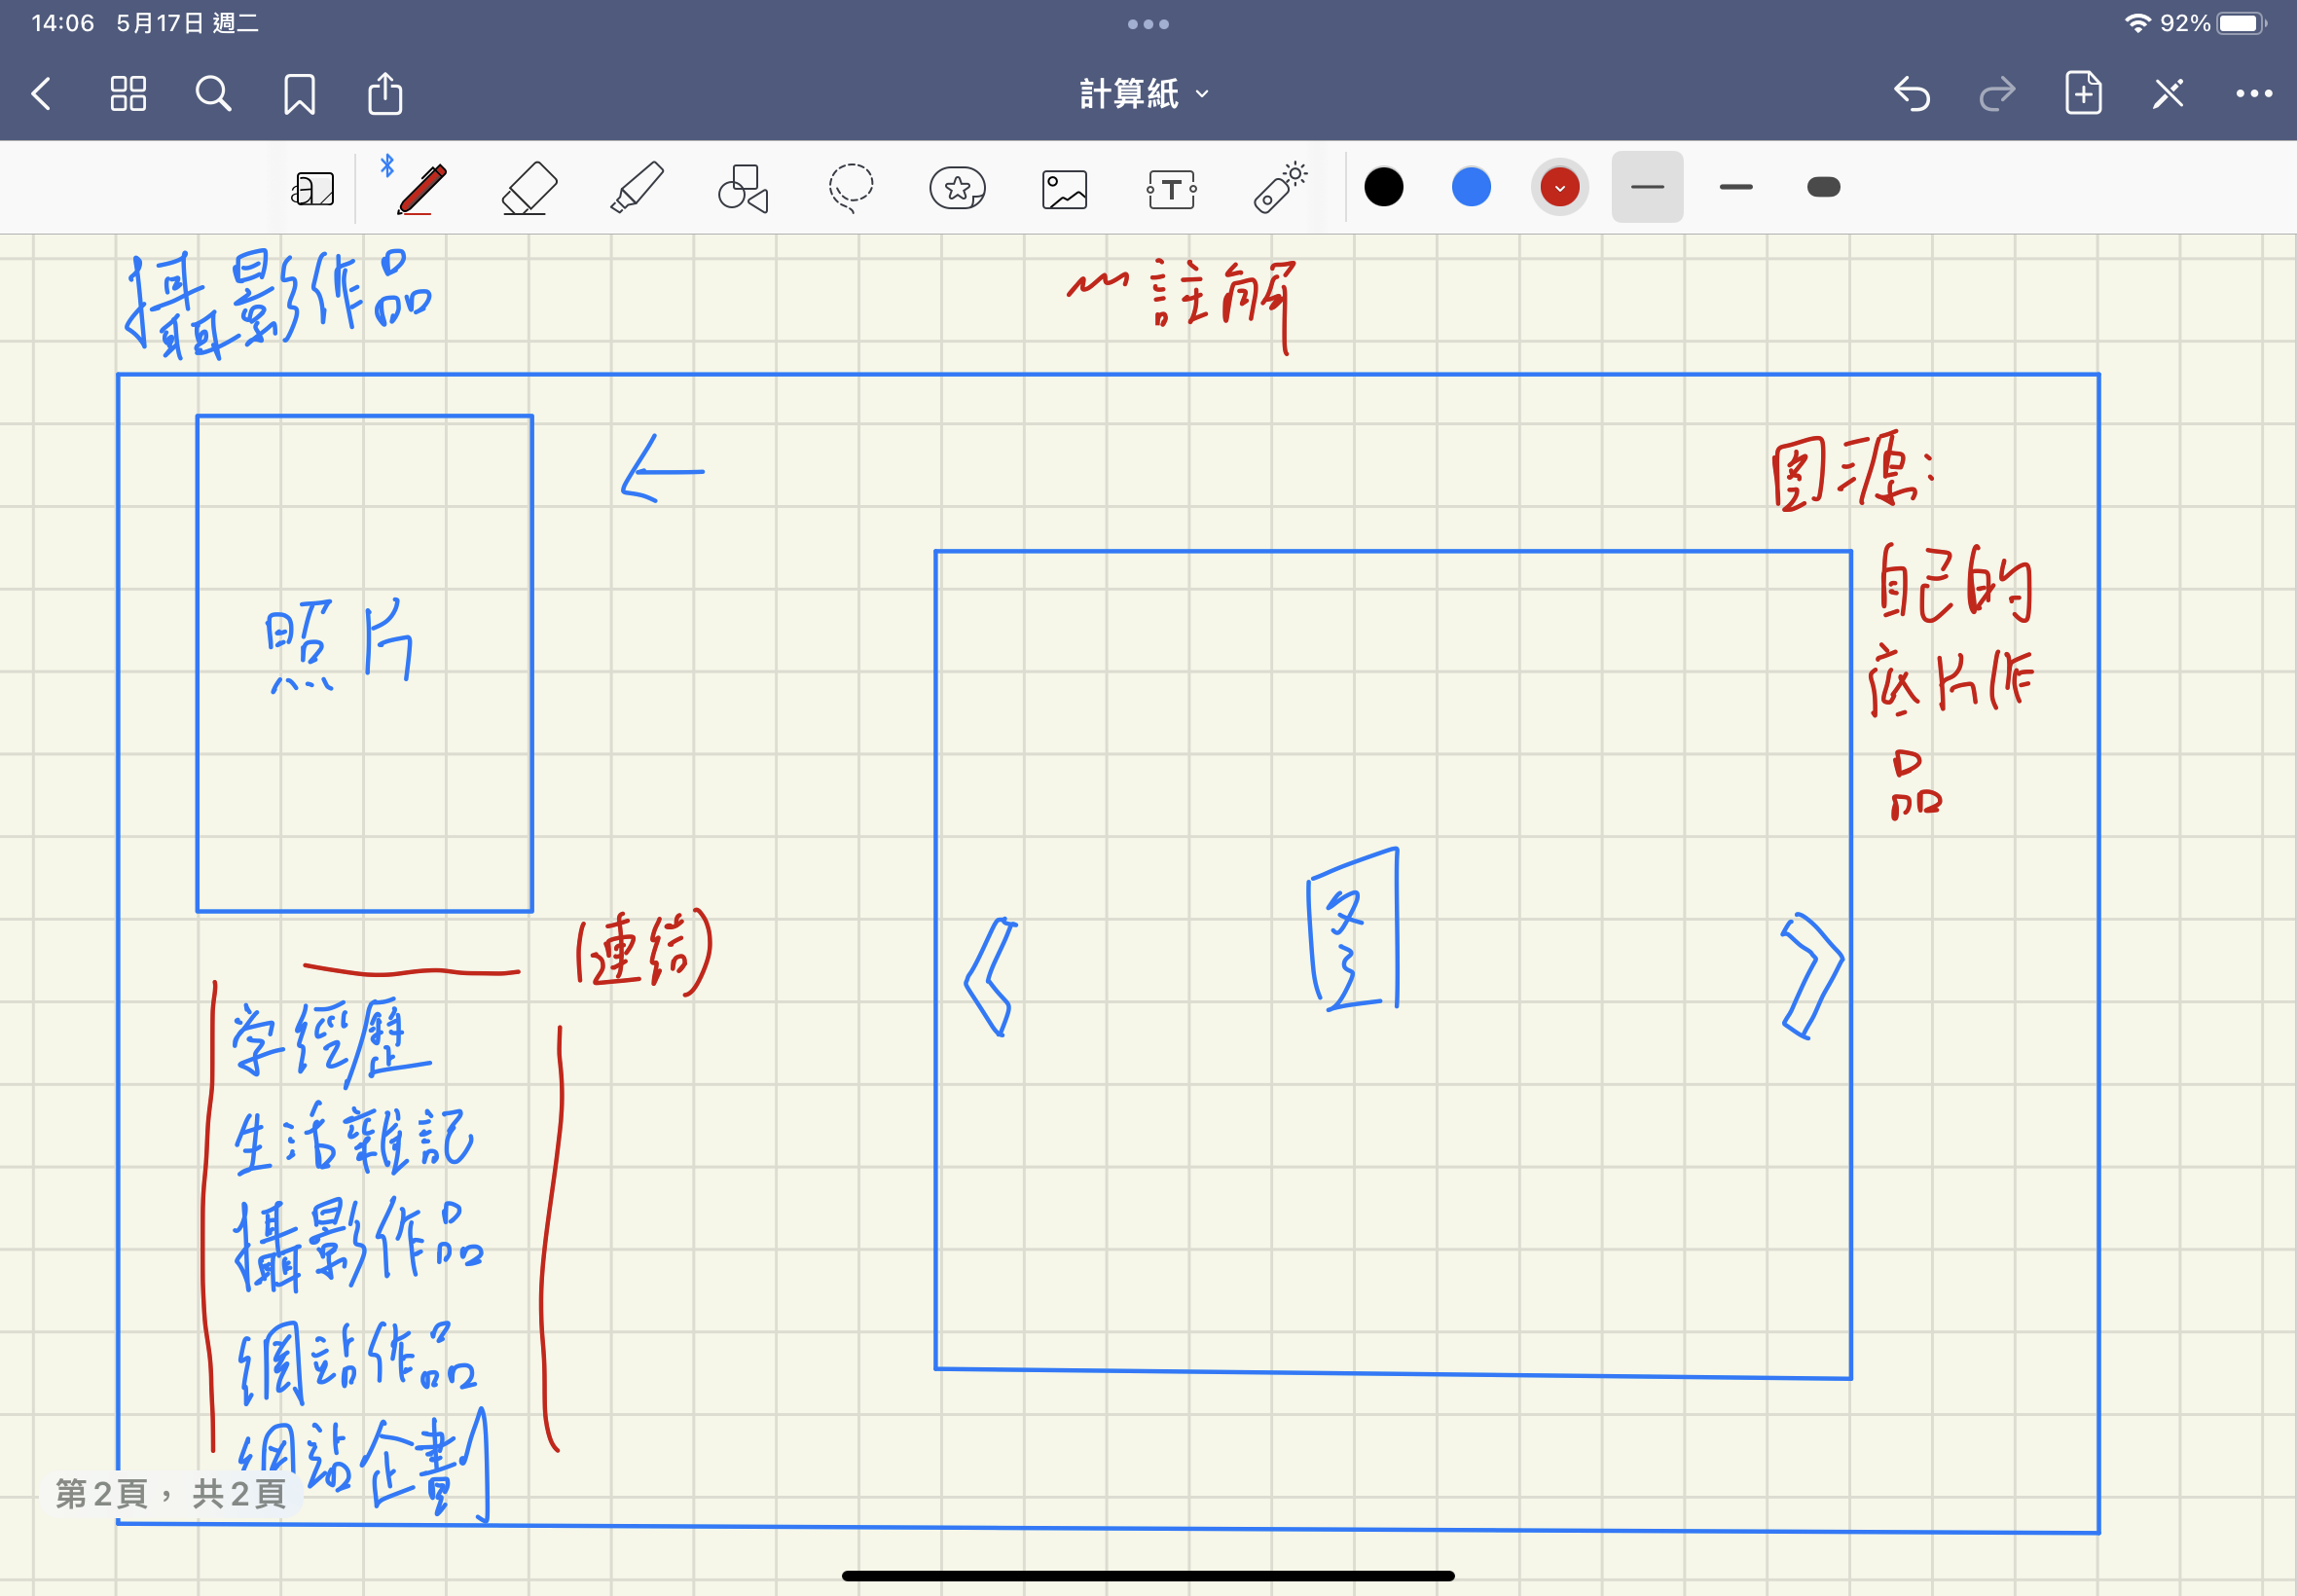 14:06 5月17日 週二
92%
計算紙
攝影作品
註解
圖源:
自己的
底片作
品
照片
圖
(連結)
学經歷
生活雜記
攝影作品
網站作品
網站企劃
第2頁，共2頁